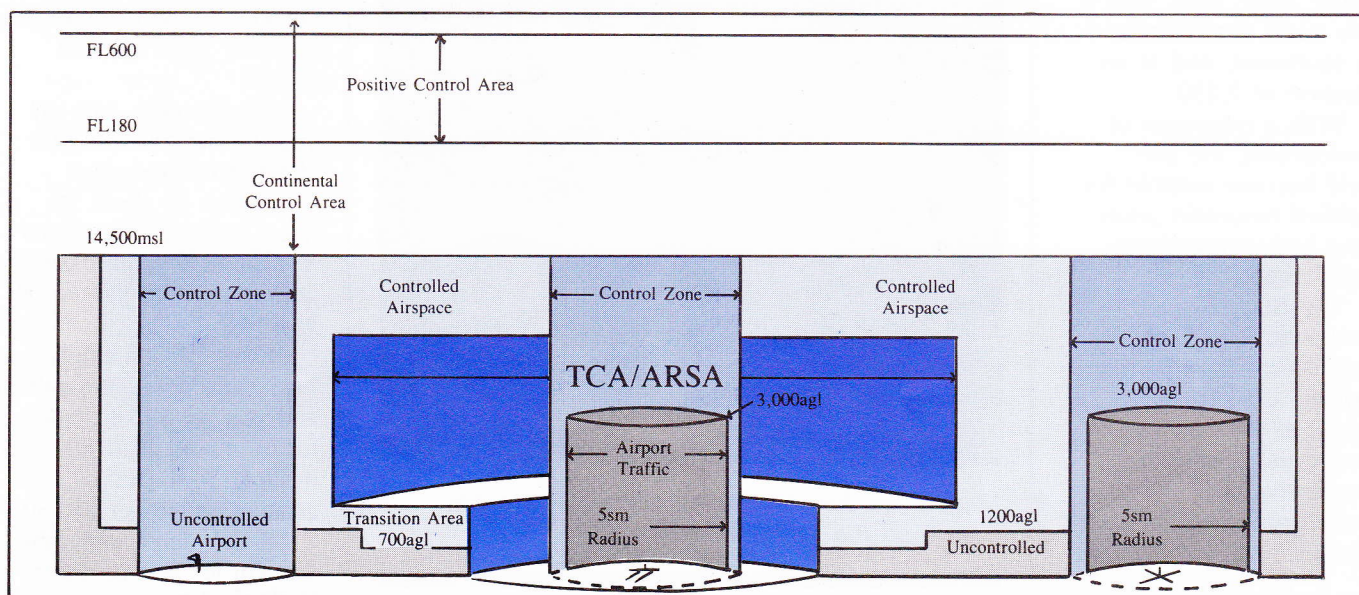 FL600
Positive Control Area
FL180
Continental
Control Area
14,500msl
Control Zone
Controlled
Airspace
Control Zone
Controlled
Airspace
Control Zone
TCA/ARSA
3,000agl
3,000agl
Airport
Traffic
Uncontrolled
Airport
Transition Area
700agl
5sm
Radius
1200agl
Uncontrolled
5sm
Radius